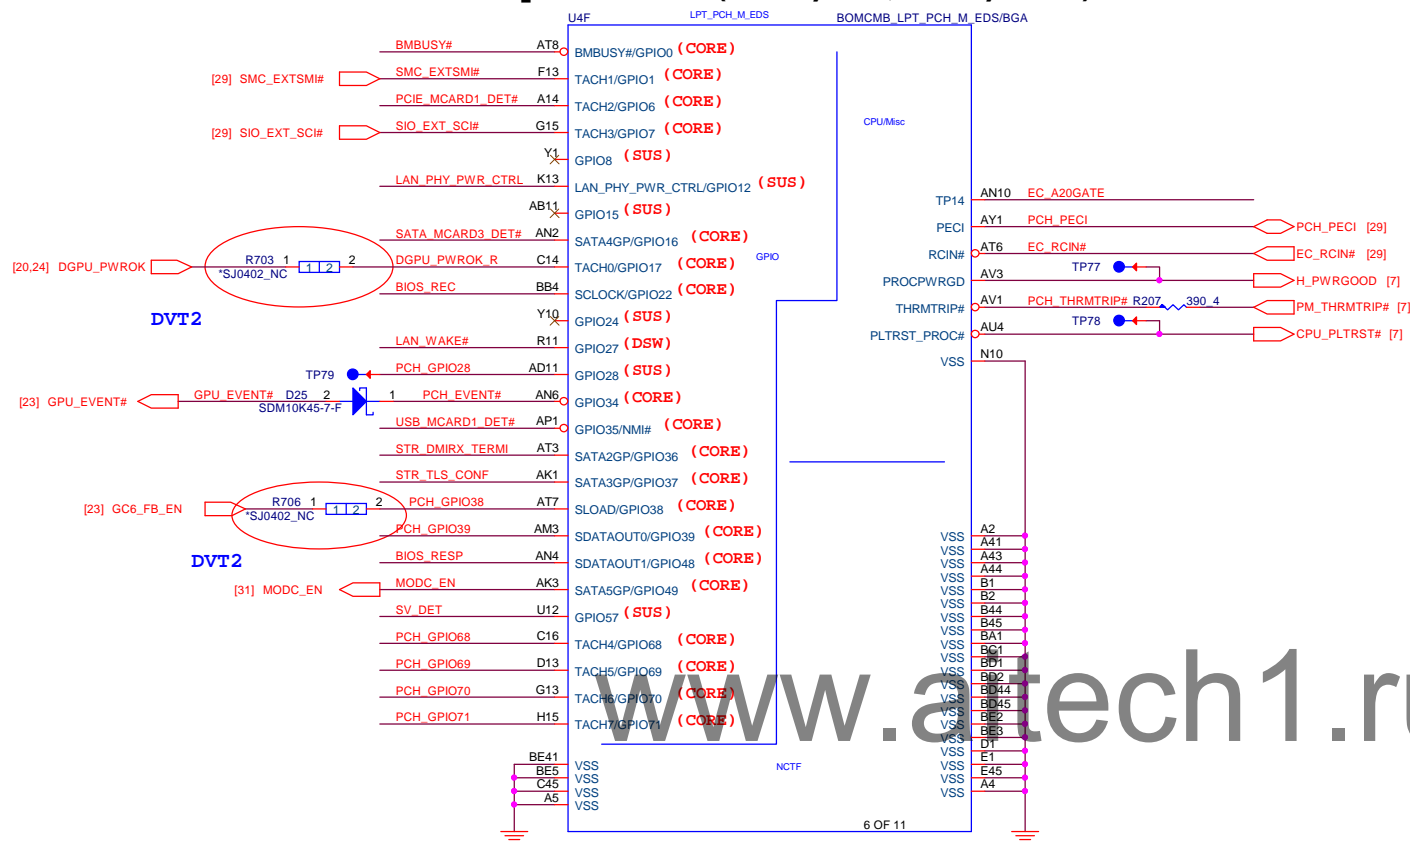 U4F
LPT_PCH_M_EDS
BOMCMB_LPT_PCH_M_EDS/BGA
BMBUSY# AT8 BMBUSY#/GPIO0 (CORE)
[29] SMC_EXTSMI# SMC_EXTSMI# F13 TACH1/GPIO1 (CORE)
PCIE_MCARD1_DET# A14 TACH2/GPIO6 (CORE)
[29] SIO_EXT_SCI# SIO_EXT_SCI# G15 TACH3/GPIO7 (CORE)
Y1 GPIO8 (SUS)
LAN_PHY_PWR_CTRL K13 LAN_PHY_PWR_CTRL/GPIO12 (SUS)
AB11 GPIO15 (SUS)
SATA_MCARD3_DET# AN2 SATA4GP/GPIO16 (CORE)
[20,24] DGPU_PWROK R703 1 2 1 2 *SJ0402_NC DGPU_PWROK_R C14 TACH0/GPIO17 (CORE)
BIOS_REC BB4 SCLOCK/GPIO22 (CORE)
DVT2
Y10 GPIO24 (SUS)
LAN_WAKE# R11 GPIO27 (DSW)
TP79 PCH_GPIO28 AD11 GPIO28 (SUS)
[23] GPU_EVENT# GPU_EVENT# D25 2 1 SDM10K45-7-F PCH_EVENT# AN6 GPIO34 (CORE)
USB_MCARD1_DET# AP1 GPIO35/NMI# (CORE)
STR_DMIRX_TERMI AT3 SATA2GP/GPIO36 (CORE)
STR_TLS_CONF AK1 SATA3GP/GPIO37 (CORE)
[23] GC6_FB_EN R706 1 2 1 2 *SJ0402_NC PCH_GPIO38 AT7 SLOAD/GPIO38 (CORE)
PCH_GPIO39 AM3 SDATAOUT0/GPIO39 (CORE)
DVT2
BIOS_RESP AN4 SDATAOUT1/GPIO48 (CORE)
[31] MODC_EN MODC_EN AK3 SATA5GP/GPIO49 (CORE)
SV_DET U12 GPIO57 (SUS)
PCH_GPIO68 C16 TACH4/GPIO68 (CORE)
PCH_GPIO69 D13 TACH5/GPIO69 (CORE)
PCH_GPIO70 G13 TACH6/GPIO70 (CORE)
PCH_GPIO71 H15 TACH7/GPIO71 (CORE)
BE41 VSS
BE5 VSS
C45 VSS
A5 VSS
CPU/Misc
GPIO
NCTF
6 OF 11
TP14 AN10 EC_A20GATE
PECI AY1 PCH_PECI PCH_PECI [29]
RCIN# AT6 EC_RCIN# EC_RCIN# [29]
TP77
PROCPWRGD AV3 H_PWRGOOD [7]
THRMTRIP# AV1 PCH_THRMTRIP# R207 390_4 PM_THRMTRIP# [7]
TP78
PLTRST_PROC# AU4 CPU_PLTRST# [7]
VSS N10
VSS A2
VSS A41
VSS A43
VSS A44
VSS B1
VSS B2
VSS B44
VSS B45
VSS BA1
VSS BC1
VSS BD1
VSS BD2
VSS BD44
VSS BD45
VSS BE2
VSS BE3
VSS D1
VSS E1
VSS E45
VSS A4